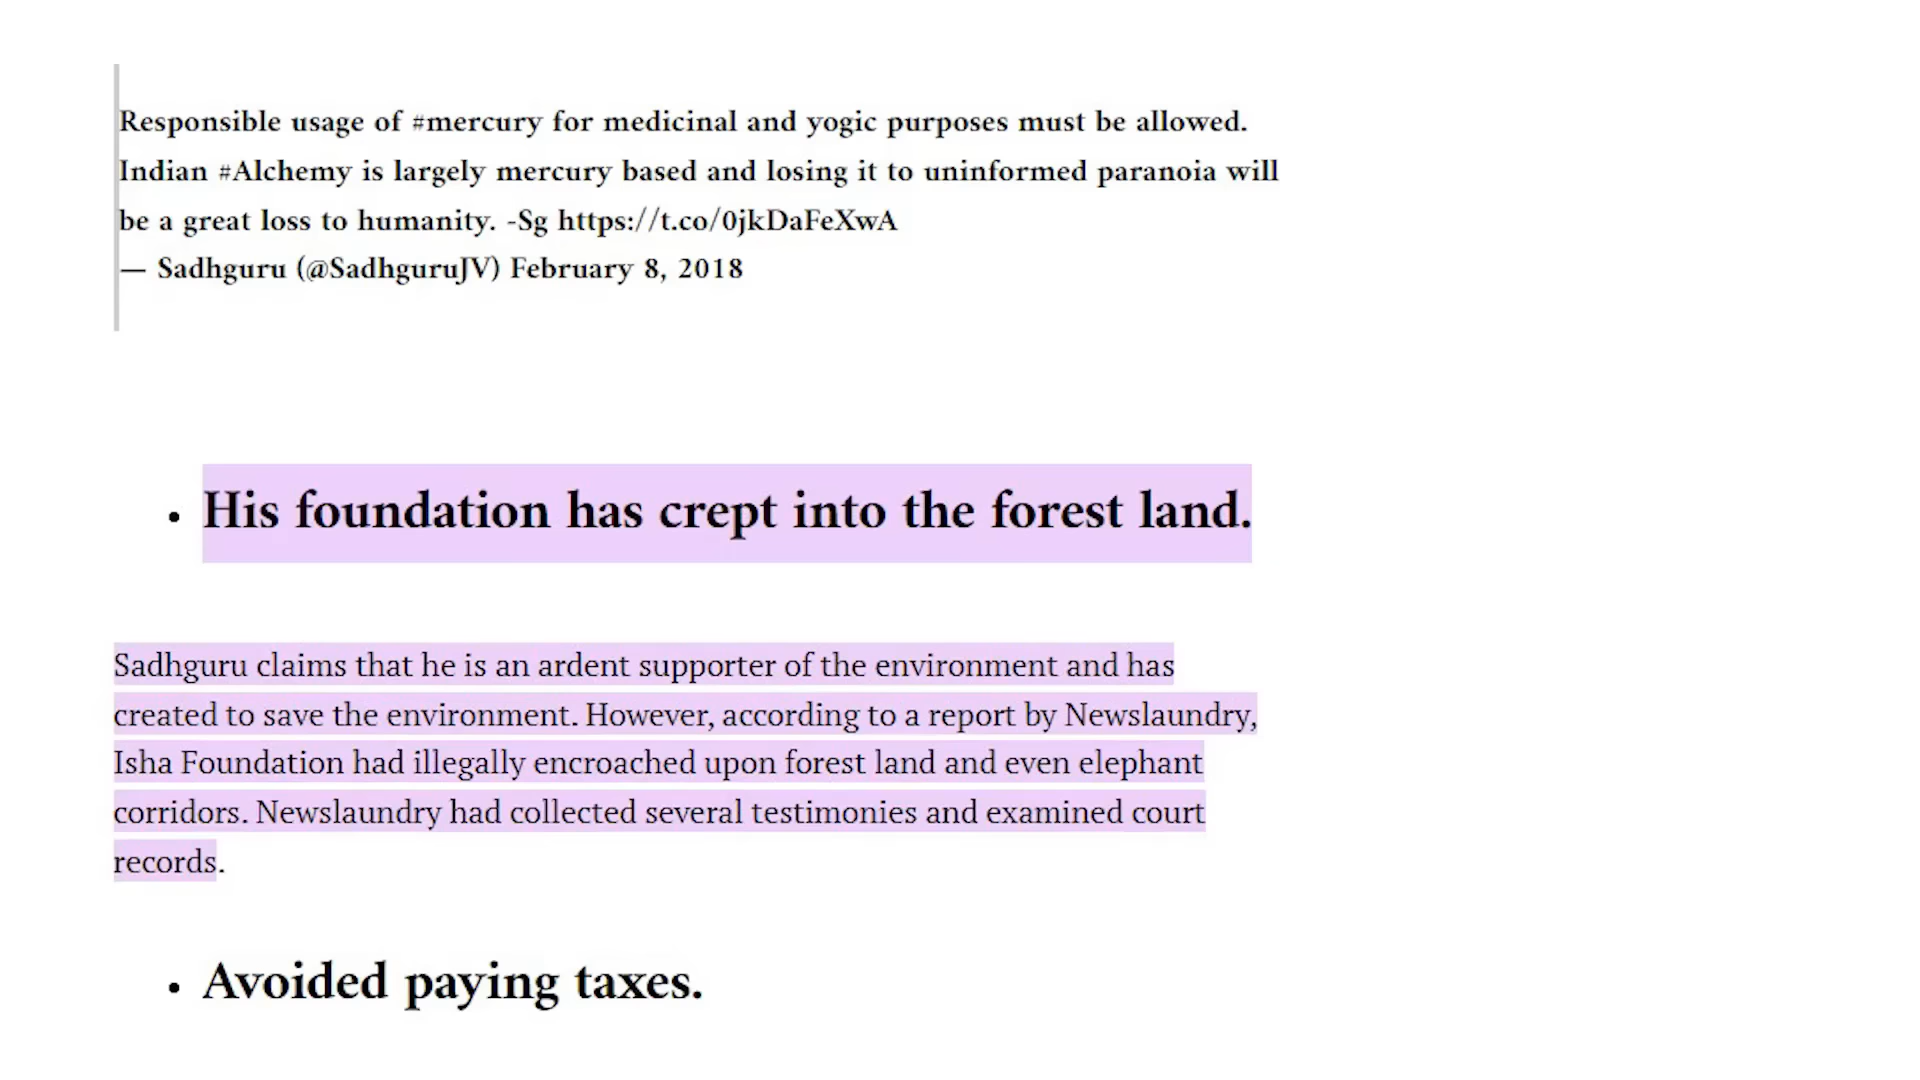 Responsible usage of #mercury for medicinal and yogic purposes must be allowed.
Indian #Alchemy is largely mercury based and losing it to uninformed paranoia will
be a great loss to humanity. -Sg https://t.co/0jkDaFeXwA
— Sadhguru (@SadhguruJV) February 8, 2018
• His foundation has crept into the forest land.
Sadhguru claims that he is an ardent supporter of the environment and has
created to save the environment. However, according to a report by Newslaundry,
Isha Foundation had illegally encroached upon forest land and even elephant
corridors. Newslaundry had collected several testimonies and examined court
records.
• Avoided paying taxes.